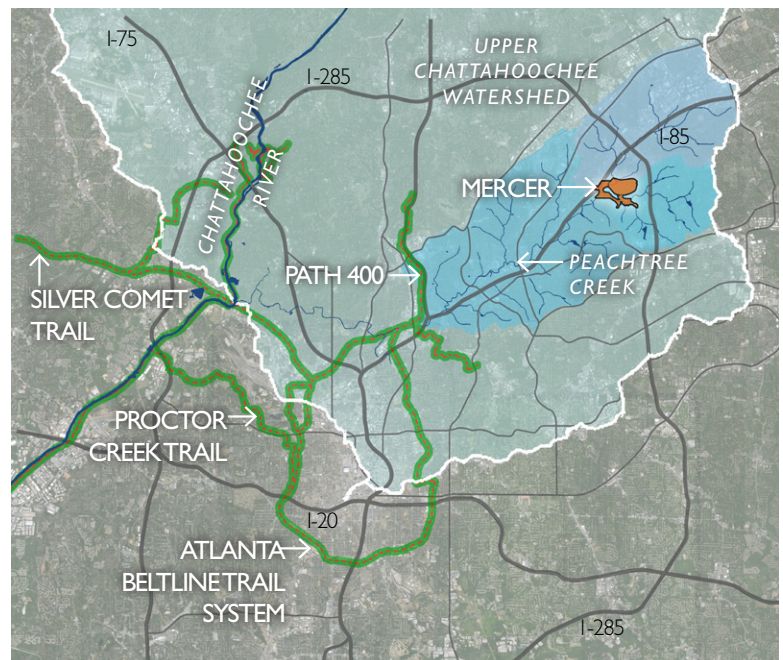 I-75
UPPER
CHATTAHOOCHEE
WATERSHED
I-285
CHATTAHOOCHEE
RIVER
I-85
MERCER
PATH 400
PEACHTREE
CREEK
SILVER COMET
TRAIL
PROCTOR
CREEK TRAIL
I-20
ATLANTA
BELTLINE TRAIL
SYSTEM
I-285